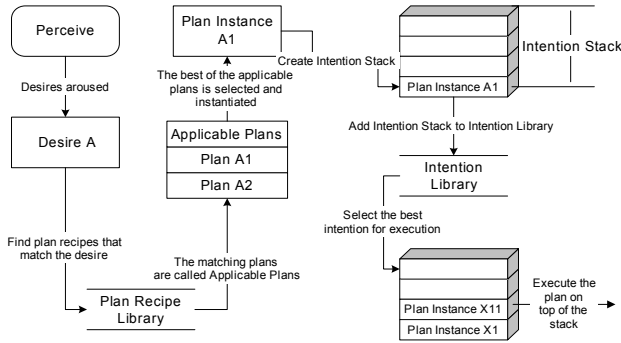 Perceive
Desires aroused
Desire A
Find plan recipes that
match the desire
Plan Recipe
Library
The matching plans
are called Applicable Plans
Applicable Plans
Plan A1
Plan A2
The best of the applicable
plans is selected and
instantiated
Plan Instance
A1
Create Intention Stack
Plan Instance A1
Intention Stack
Add Intention Stack to Intention Library
Intention
Library
Select the best
intention for execution
Plan Instance X11
Plan Instance X1
Execute the
plan on
top of the
stack